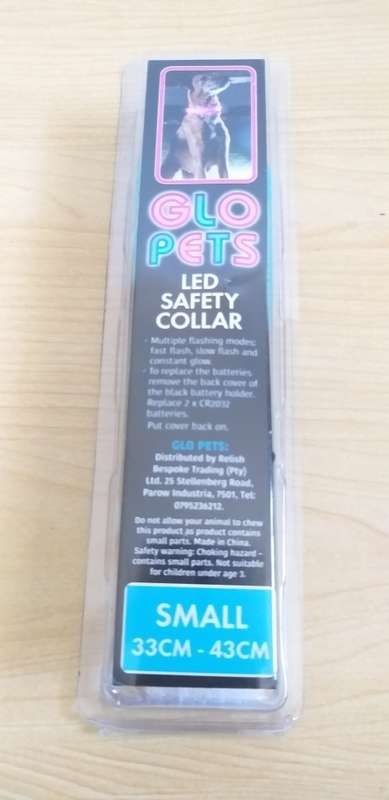 GLO
PETS
LED
SAFETY
COLLAR
- Multiple flashing modes:
fast flash, slow flash and
constant glow.
- To replace the batteries
remove the back cover of
the black battery holder.
Replace 2 x CR2032
batteries.
Put cover back on.
GLO PETS:
Distributed by Relish
Bespoke Trading (Pty)
Ltd. 25 Stellenberg Road,
Parow Industria, 7501, Tel:
0795236212.
Do not allow your animal to chew
this product as product contains
small parts. Made in China.
Safety warning: Choking hazard -
contains small parts. Not suitable
for children under age 3.
SMALL
33CM - 43CM